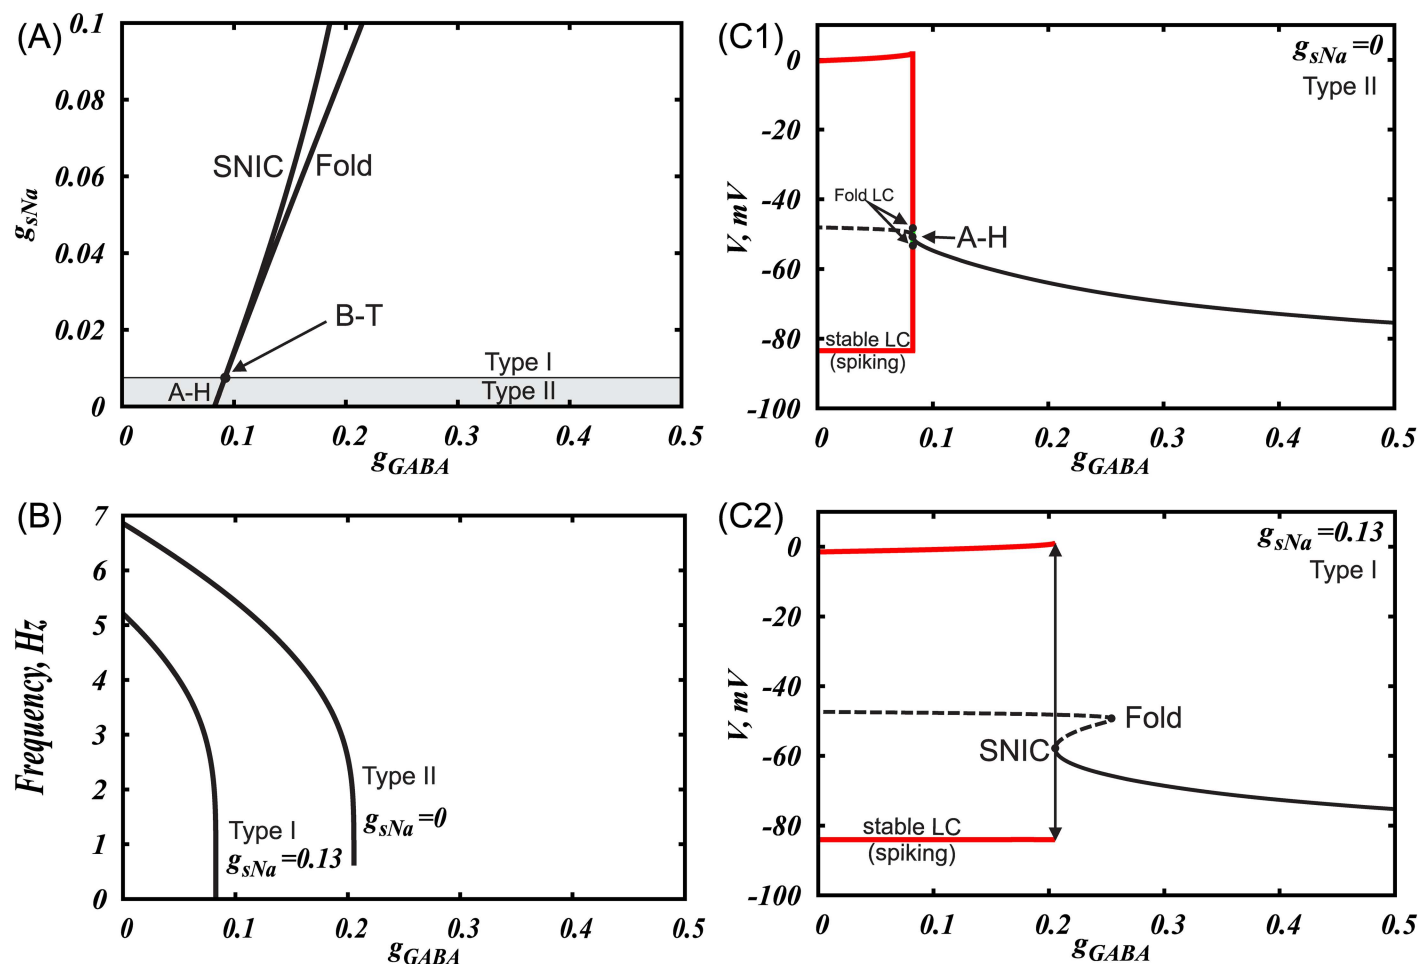 (A)
0.1
0.08
0.06
0.04
0.02
0
g_sNa
SNIC
Fold
B-T
Type I
A-H
Type II
0 0.1 0.2 0.3 0.4 0.5
g_GABA
(C1)
0
-20
-40
-60
-80
-100
V, mV
g_sNa=0
Type II
Fold LC
A-H
stable LC
(spiking)
0 0.1 0.2 0.3 0.4 0.5
g_GABA
(B)
7
6
5
4
3
2
1
0
Frequency, Hz
Type II
g_sNa=0
Type I
g_sNa=0.13
0 0.1 0.2 0.3 0.4 0.5
g_GABA
(C2)
0
-20
-40
-60
-80
-100
V, mV
g_sNa=0.13
Type I
Fold
SNIC
stable LC
(spiking)
0 0.1 0.2 0.3 0.4 0.5
g_GABA